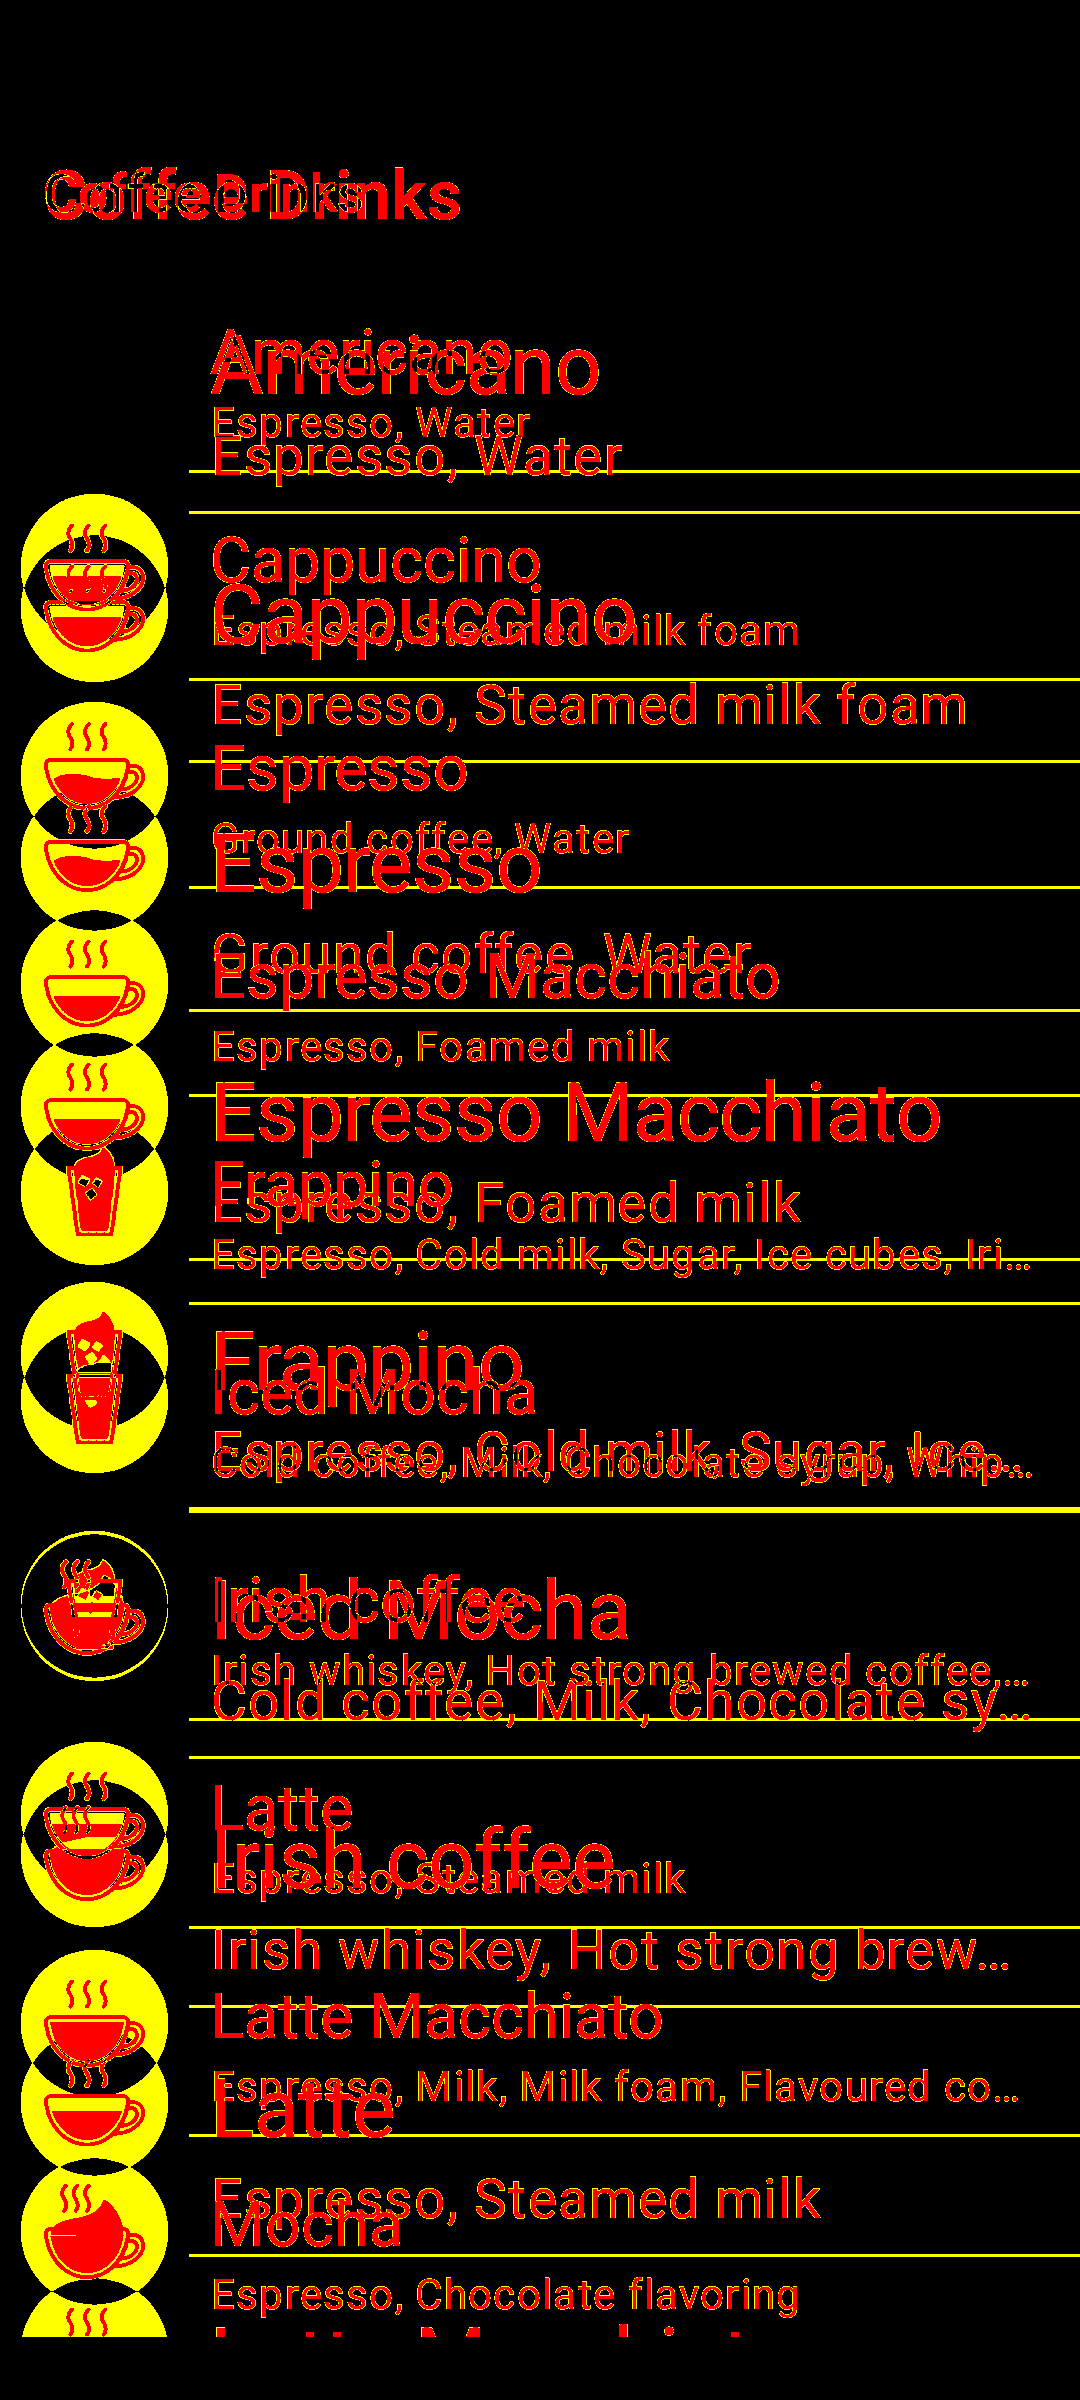 Coffee Drinks
Coffee Drinks
Americano
Americano
Espresso, Water
Espresso, Water
Cappuccino
Cappuccino
Espresso, Steamed milk foam
Espresso, Steamed milk foam
Espresso
Ground coffee, Water
Espresso
Ground coffee, Water
Espresso Macchiato
Espresso, Foamed milk
Espresso Macchiato
Frappino
Espresso, Foamed milk
Espresso, Cold milk, Sugar, Ice cubes, Iri...
Frappino
Iced Mocha
Espresso, Cold milk, Sugar, Ice...
Cold coffee, Milk, Chocolate syrup, Whip...
Irish coffee
Iced Mocha
Irish whiskey, Hot strong brewed coffee,...
Cold coffee, Milk, Chocolate sy...
Latte
Irish coffee
Espresso, Steamed milk
Irish whiskey, Hot strong brew...
Latte Macchiato
Espresso, Milk, Milk foam, Flavoured co...
Latte
Espresso, Steamed milk
Mocha
Espresso, Chocolate flavoring